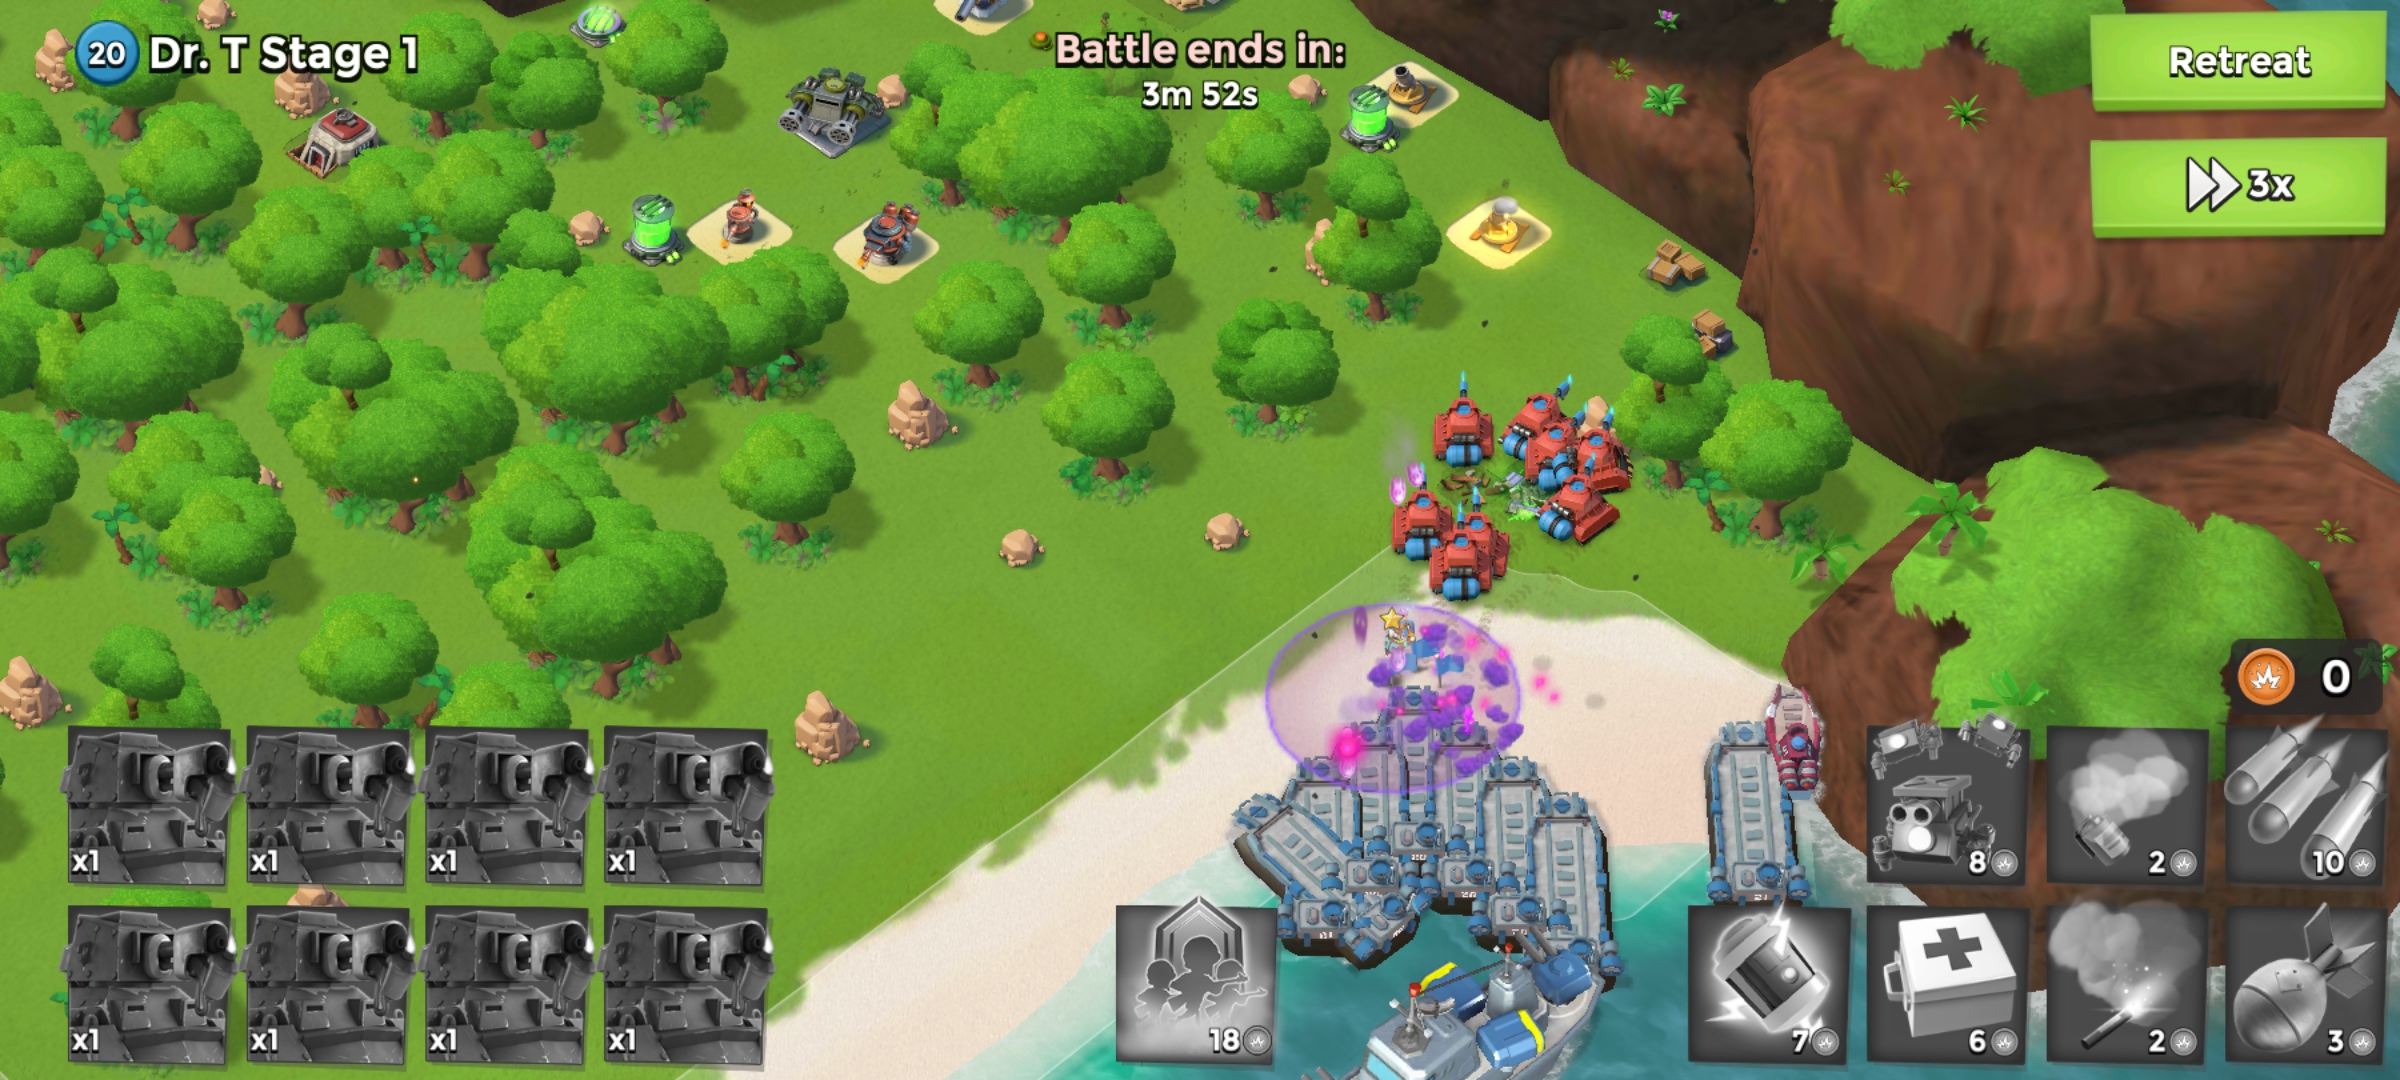 20 Dr. T Stage 1
Battle ends in:
3m 52s
Retreat
3x
0
x1 x1 x1 x1
8 2 10
x1 x1 x1 x1
18 7 6 2 3